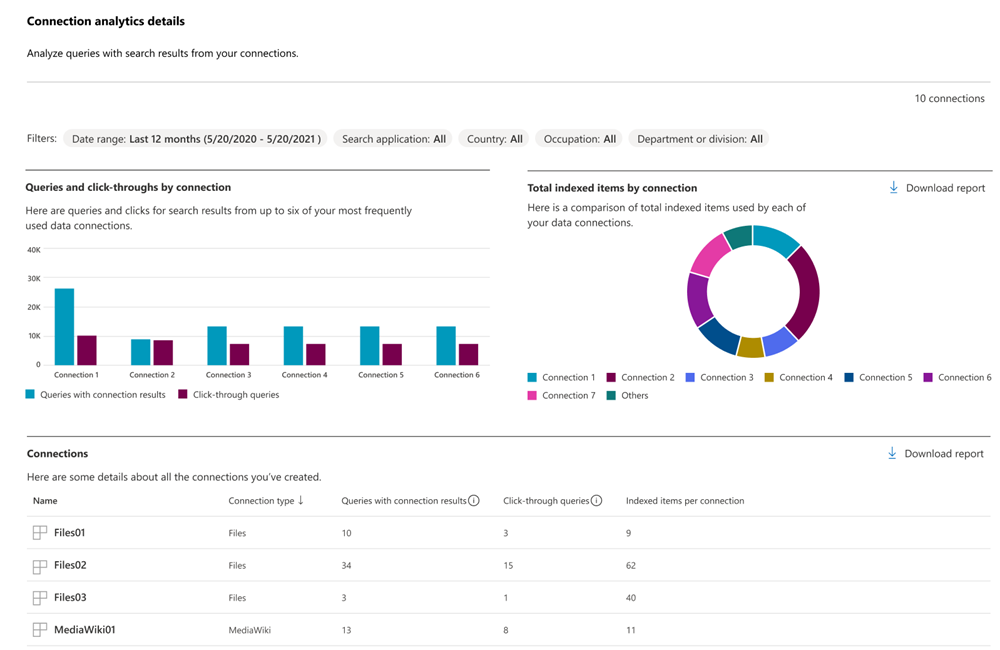 Connection analytics details
Analyze queries with search results from your connections.
10 connections
Filters: Date range: Last 12 months (5/20/2020 - 5/20/2021 ) Search application: All Country: All Occupation: All Department or division: All
Queries and click-throughs by connection
Here are queries and clicks for search results from up to six of your most frequently
used data connections.
40K
30K
20K
10K
0
Connection 1 Connection 2 Connection 3 Connection 4 Connection 5 Connection 6
Queries with connection results Click-through queries
Total indexed items by connection
Download report
Here is a comparison of total indexed items used by each of
your data connections.
Connection 1 Connection 2 Connection 3 Connection 4 Connection 5 Connection 6
Connection 7 Others
Connections
Download report
Here are some details about all the connections you've created.
Name Connection type ↓ Queries with connection results Click-through queries Indexed items per connection
Files01 Files 10 3 9
Files02 Files 34 15 62
Files03 Files 3 1 40
MediaWiki01 MediaWiki 13 8 11